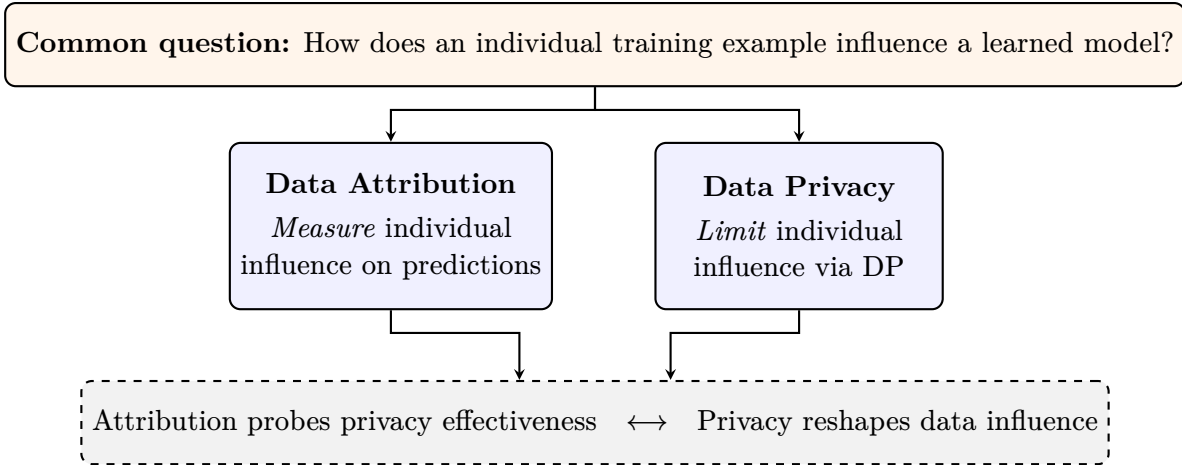 Common question: How does an individual training example influence a learned model?
Data Attribution
Measure individual
influence on predictions
Data Privacy
Limit individual
influence via DP
Attribution probes privacy effectiveness ⟷ Privacy reshapes data influence